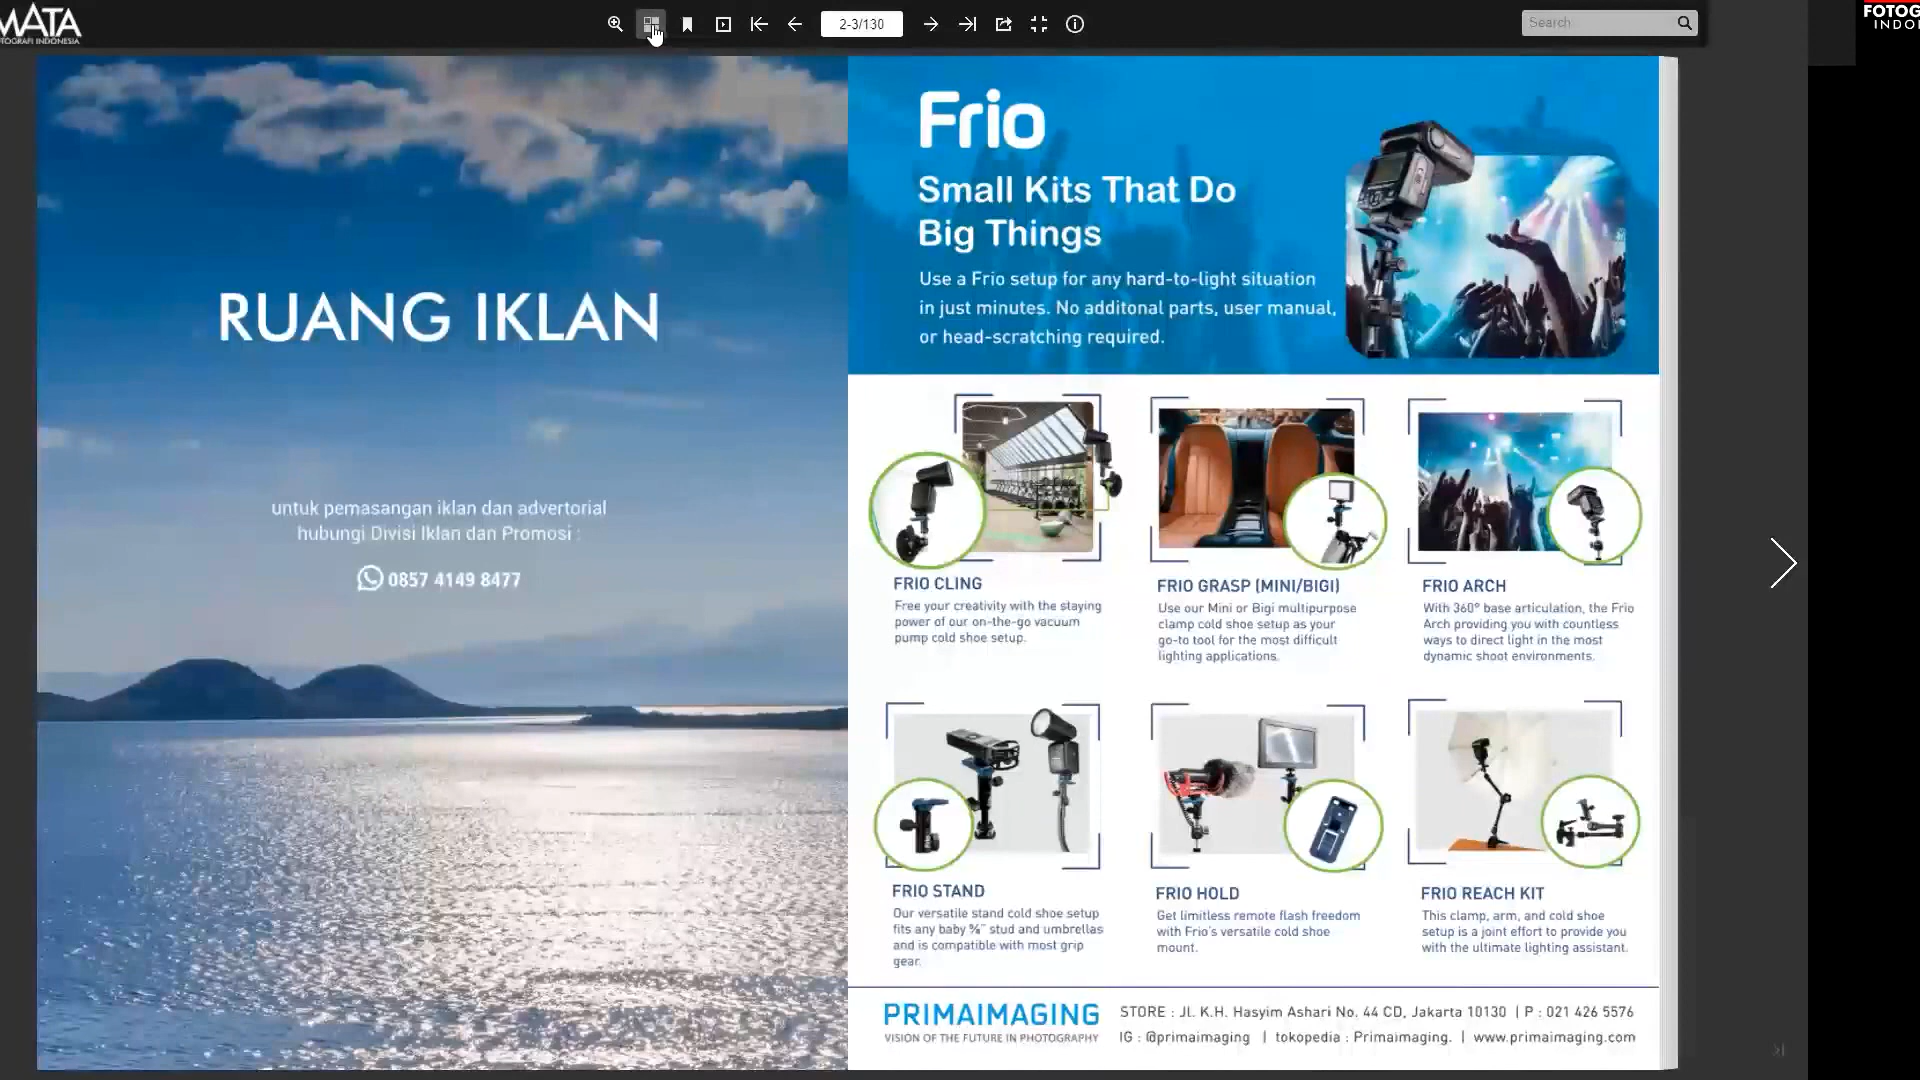 MATA
FOTOGRAFI INDONESIA
2-3/130
Search
RUANG IKLAN
untuk pemasangan iklan dan advertorial
hubungi Divisi Iklan dan Promosi :
0857 4149 8477
Frio
Small Kits That Do
Big Things
Use a Frio setup for any hard-to-light situation
in just minutes. No additonal parts, user manual,
or head-scratching required.
FRIO CLING
Free your creativity with the staying
power of our on-the-go vacuum
pump cold shoe setup.
FRIO GRASP (MINI/BIGI)
Use our Mini or Bigi multipurpose
clamp cold shoe setup as your
go-to tool for the most difficult
lighting applications.
FRIO ARCH
With 360° base articulation, the Frio
Arch providing you with countless
ways to direct light in the most
dynamic shoot environments.
FRIO STAND
Our versatile stand cold shoe setup
fits any baby ⅝" stud and umbrellas
and is compatible with most grip
gear.
FRIO HOLD
Get limitless remote flash freedom
with Frio's versatile cold shoe
mount.
FRIO REACH KIT
This clamp, arm, and cold shoe
setup is a joint effort to provide you
with the ultimate lighting assistant.
PRIMAIMAGING
VISION OF THE FUTURE IN PHOTOGRAPHY
STORE : Jl. K.H. Hasyim Ashari No. 44 CD, Jakarta 10130 | P : 021 426 5576
IG : @primaimaging | tokopedia : Primaimaging. | www.primaimaging.com